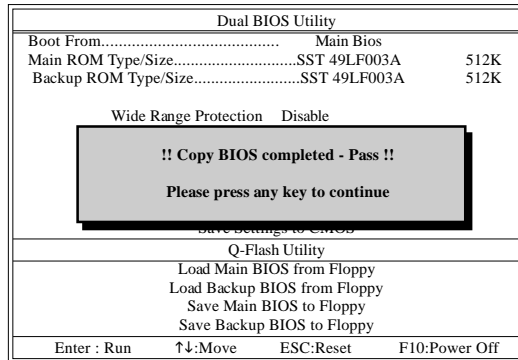 Dual BIOS Utility
Boot From.......................................... Main Bios
Main ROM Type/Size.............................SST 49LF003A 512K
Backup ROM Type/Size.........................SST 49LF003A 512K
Wide Range Protection Disable
!! Copy BIOS completed - Pass !!
Please press any key to continue
Save Settings to CMOS
Q-Flash Utility
Load Main BIOS from Floppy
Load Backup BIOS from Floppy
Save Main BIOS to Floppy
Save Backup BIOS to Floppy
Enter : Run ↑↓:Move ESC:Reset F10:Power Off